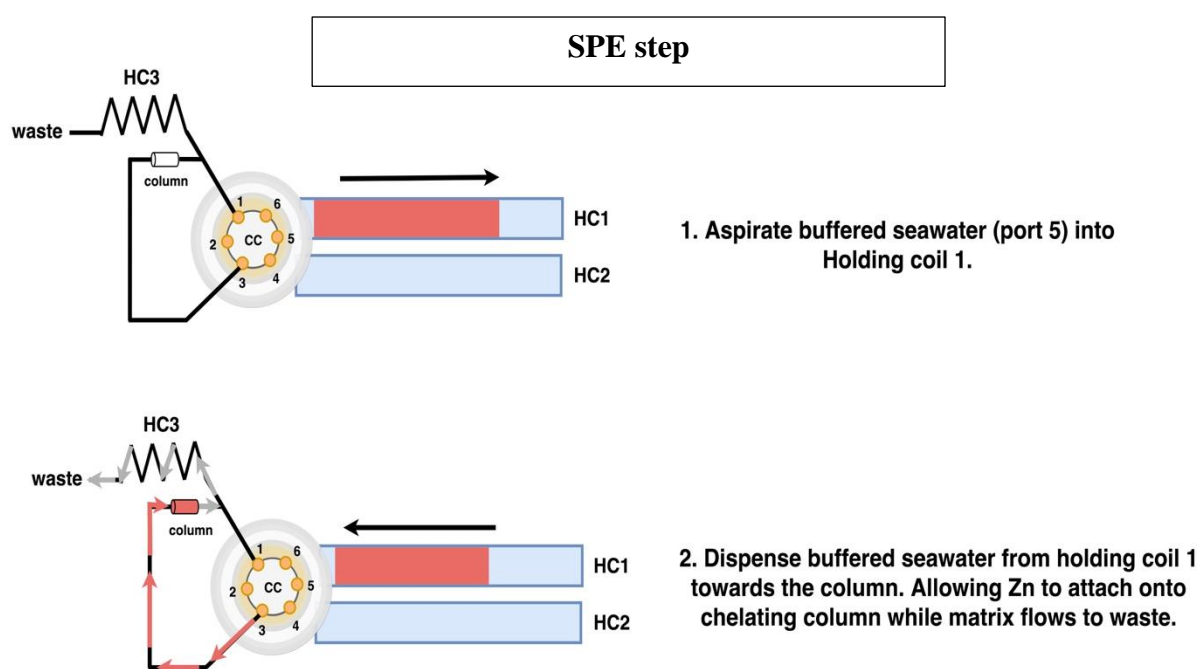 SPE step
HC3
waste
column
1
6
2
CC
5
3
4
HC1
HC2
1. Aspirate buffered seawater (port 5) into
Holding coil 1.
HC3
waste
column
1
6
2
CC
5
3
4
HC1
HC2
2. Dispense buffered seawater from holding coil 1
towards the column. Allowing Zn to attach onto
chelating column while matrix flows to waste.